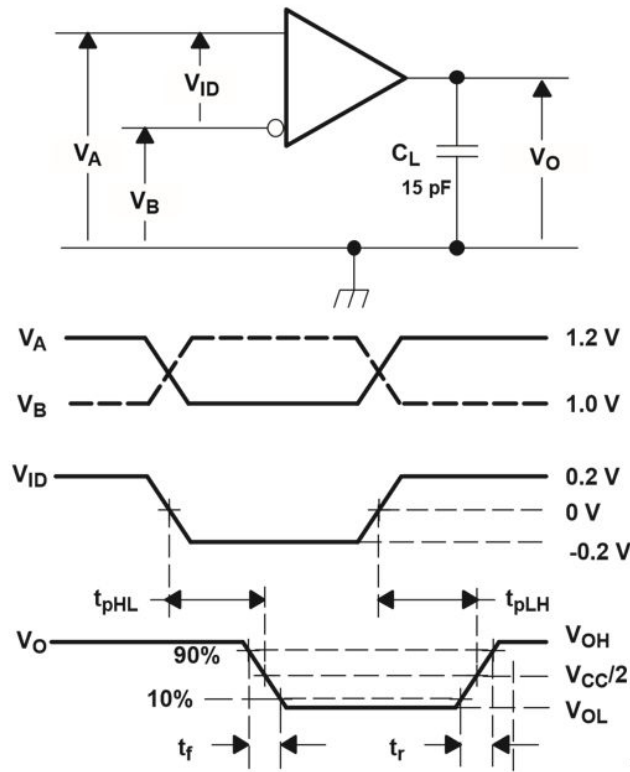 V_ID
V_A
V_B
C_L
15 pF
V_O
V_A
1.2 V
V_B
1.0 V
V_ID
0.2 V
0 V
-0.2 V
t_pHL
t_pLH
V_O
90%
V_OH
V_CC/2
10%
V_OL
t_f
t_r